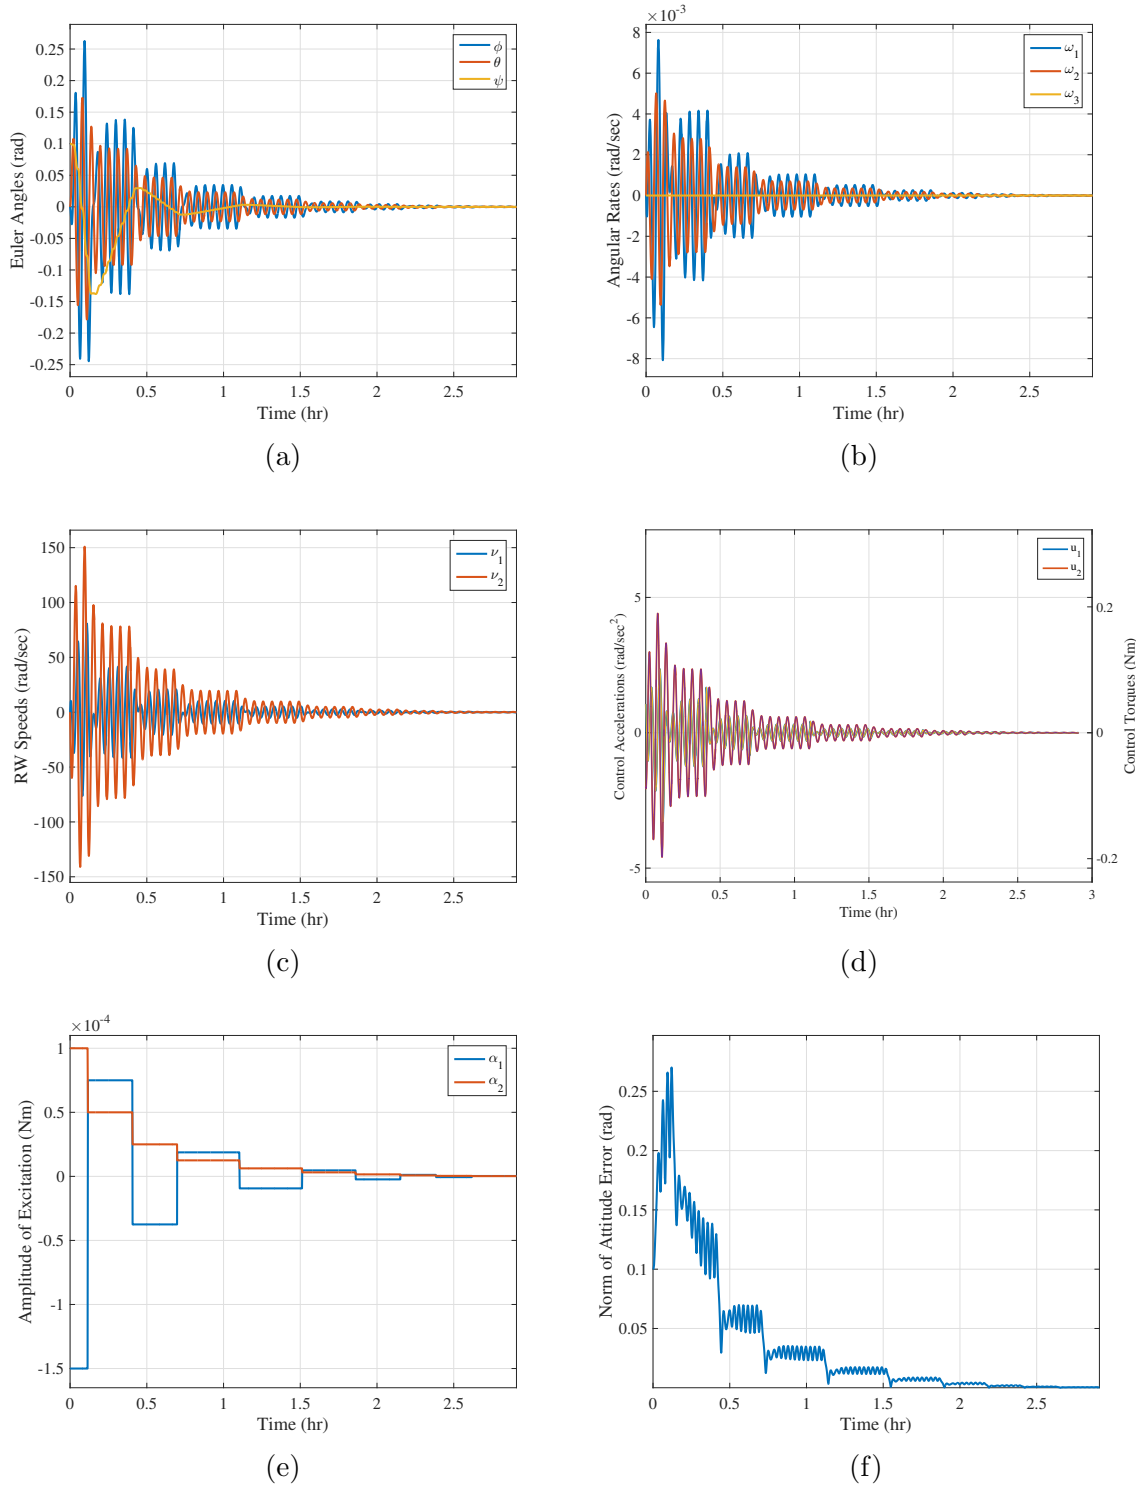 0.25
0.2
0.15
0.1
0.05
0
-0.05
-0.1
-0.15
-0.2
-0.25
Euler Angles (rad)
ϕ
θ
ψ
0 0.5 1 1.5 2 2.5
Time (hr)
(a)
×10⁻³
8
6
4
2
0
-2
-4
-6
-8
Angular Rates (rad/sec)
ω₁
ω₂
ω₃
0 0.5 1 1.5 2 2.5
Time (hr)
(b)
150
100
50
0
-50
-100
-150
RW Speeds (rad/sec)
ν₁
ν₂
0 0.5 1 1.5 2 2.5
Time (hr)
(c)
5
0
-5
Control Accelerations (rad/sec²)
u₁
u₂
0.2
0
-0.2
Control Torques (Nm)
0 0.5 1 1.5 2 2.5 3
Time (hr)
(d)
×10⁻⁴
1
0.5
0
-0.5
-1
-1.5
Amplitude of Excitation (Nm)
α₁
α₂
0 0.5 1 1.5 2 2.5
Time (hr)
(e)
0.25
0.2
0.15
0.1
0.05
Norm of Attitude Error (rad)
0 0.5 1 1.5 2 2.5
Time (hr)
(f)